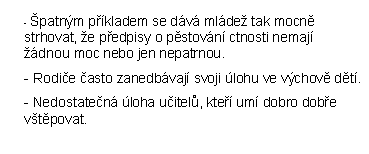 - Špatným příkladem se dává mládež tak mocně
strhovat, že předpisy o pěstování ctnosti nemají
žádnou moc nebo jen nepatrnou.
- Rodiče často zanedbávají svoji úlohu ve výchově dětí.
- Nedostatečná úloha učitelů, kteří umí dobro dobře
vštěpovat.